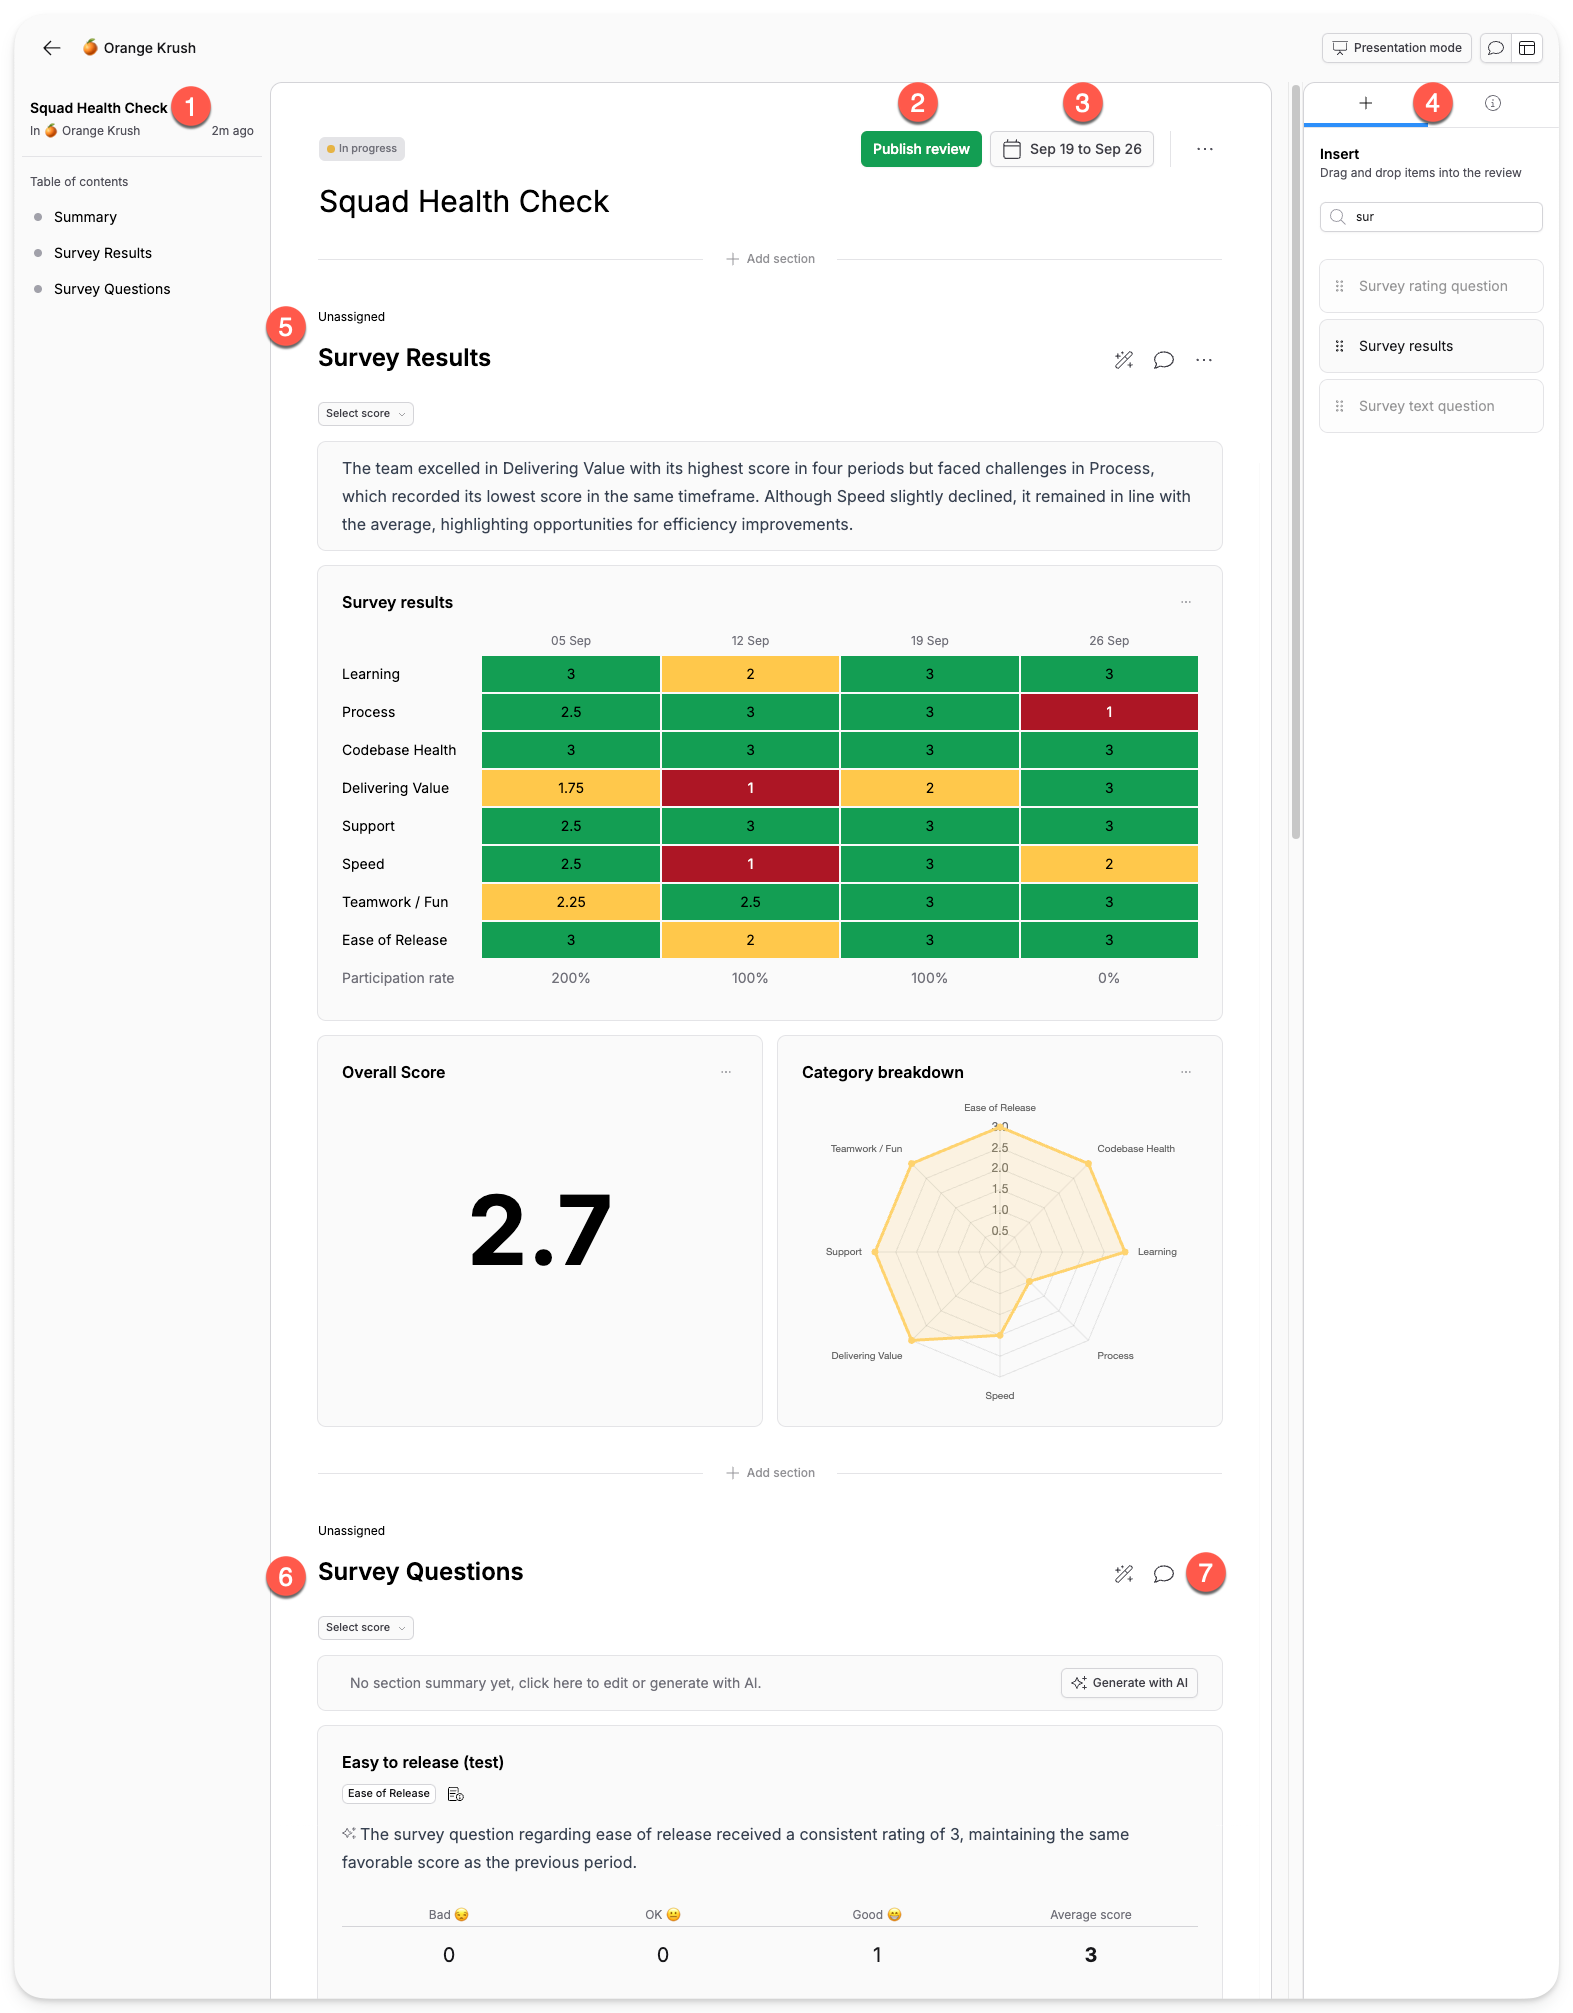 Orange Krush
Presentation mode
Squad Health Check
1
In 🍊 Orange Krush
2m ago
Table of contents
Summary
Survey Results
Survey Questions
2
3
In progress
Publish review
Sep 19 to Sep 26
Squad Health Check
Add section
5
Unassigned
Survey Results
Select score
The team excelled in Delivering Value with its highest score in four periods but faced challenges in Process,
which recorded its lowest score in the same timeframe. Although Speed slightly declined, it remained in line with
the average, highlighting opportunities for efficiency improvements.
Survey results
05 Sep 12 Sep 19 Sep 26 Sep
Learning 3 2 3 3
Process 2.5 3 3 1
Codebase Health 3 3 3 3
Delivering Value 1.75 1 2 3
Support 2.5 3 3 3
Speed 2.5 1 3 2
Teamwork / Fun 2.25 2.5 3 3
Ease of Release 3 2 3 3
Participation rate 200% 100% 100% 0%
Overall Score
2.7
Category breakdown
Ease of Release
3.0
Teamwork / Fun
2.5
Codebase Health
2.0
1.5
1.0
0.5
Support
Learning
Delivering Value
Process
Speed
Add section
Unassigned
6
Survey Questions
7
Select score
No section summary yet, click here to edit or generate with AI.
Generate with AI
Easy to release (test)
Ease of Release
The survey question regarding ease of release received a consistent rating of 3, maintaining the same
favorable score as the previous period.
Bad 😔 OK 😐 Good 😁 Average score
0 0 1 3
4
Insert
Drag and drop items into the review
sur
Survey rating question
Survey results
Survey text question